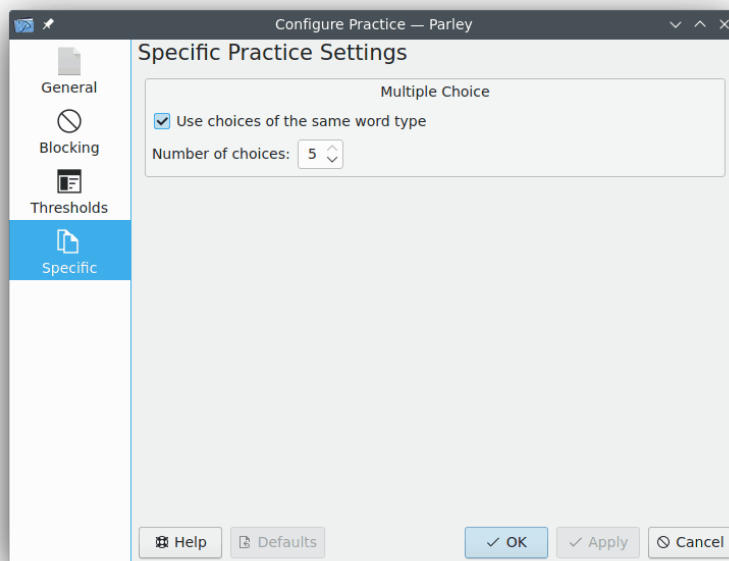 Configure Practice — Parley
General
Blocking
Thresholds
Specific
Specific Practice Settings
Multiple Choice
Use choices of the same word type
Number of choices: 5
Help Defaults OK Apply Cancel